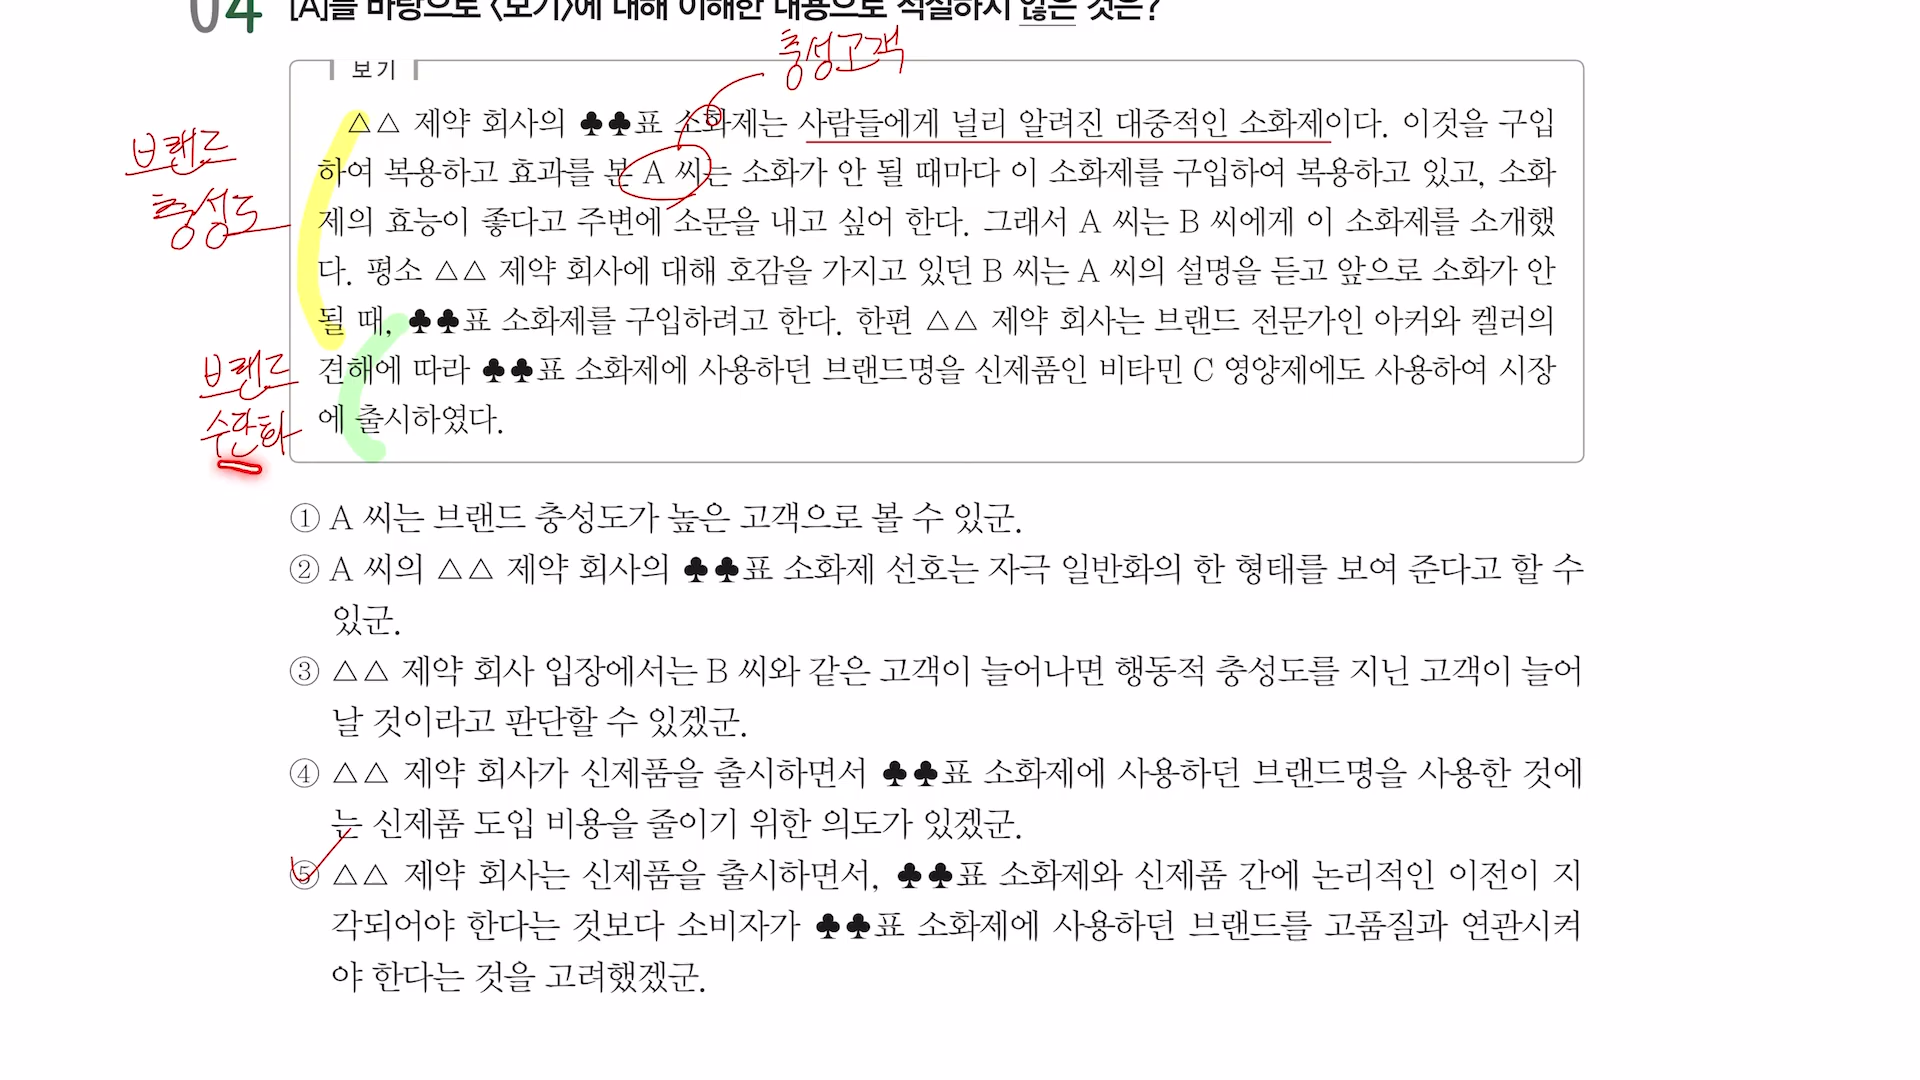 04 [A]를 바탕으로 〈보기〉에 대해 이해한 내용으로 적절하지 않은 것은?
충성고객
보기
△△ 제약 회사의 ♣♣표 소화제는 사람들에게 널리 알려진 대중적인 소화제이다. 이것을 구입
브랜드
하여 복용하고 효과를 본 A 씨는 소화가 안 될 때마다 이 소화제를 구입하여 복용하고 있고, 소화
충성도
제의 효능이 좋다고 주변에 소문을 내고 싶어 한다. 그래서 A 씨는 B 씨에게 이 소화제를 소개했
다. 평소 △△ 제약 회사에 대해 호감을 가지고 있던 B 씨는 A 씨의 설명을 듣고 앞으로 소화가 안
될 때, ♣♣표 소화제를 구입하려고 한다. 한편 △△ 제약 회사는 브랜드 전문가인 아커와 켈러의
브랜드
견해에 따라 ♣♣표 소화제에 사용하던 브랜드명을 신제품인 비타민 C 영양제에도 사용하여 시장
수단화
에 출시하였다.
① A 씨는 브랜드 충성도가 높은 고객으로 볼 수 있군.
② A 씨의 △△ 제약 회사의 ♣♣표 소화제 선호는 자극 일반화의 한 형태를 보여 준다고 할 수
있군.
③ △△ 제약 회사 입장에서는 B 씨와 같은 고객이 늘어나면 행동적 충성도를 지닌 고객이 늘어
날 것이라고 판단할 수 있겠군.
④ △△ 제약 회사가 신제품을 출시하면서 ♣♣표 소화제에 사용하던 브랜드명을 사용한 것에
는 신제품 도입 비용을 줄이기 위한 의도가 있겠군.
⑤ △△ 제약 회사는 신제품을 출시하면서, ♣♣표 소화제와 신제품 간에 논리적인 이전이 지
각되어야 한다는 것보다 소비자가 ♣♣표 소화제에 사용하던 브랜드를 고품질과 연관시켜
야 한다는 것을 고려했겠군.